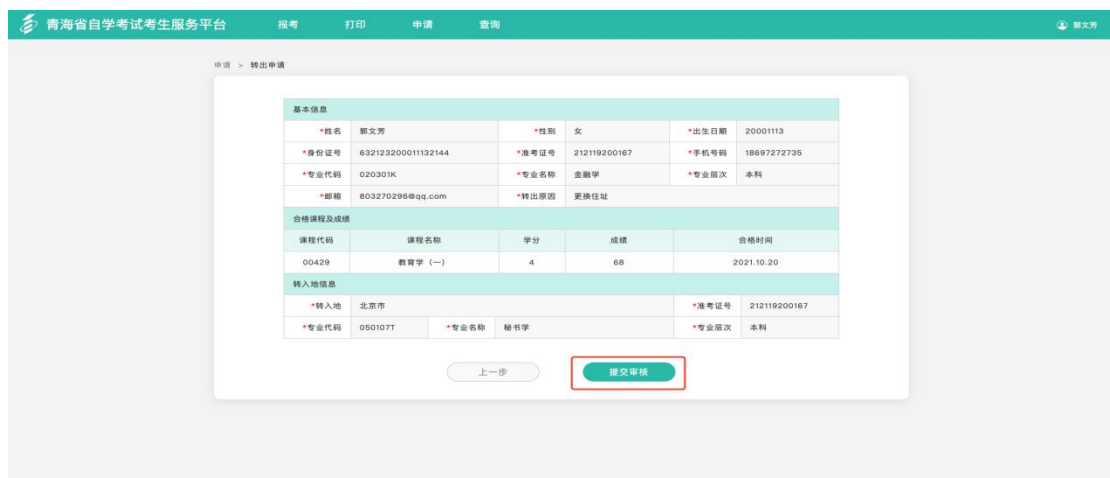 青海省自学考试考生服务平台 报考 打印 申请 查询 郭文芳
申请 > 转出申请
基本信息
*姓名 郭文芳 *性别 女 *出生日期 20001113
*身份证号 632123200011132144 *准考证号 212119200167 *手机号码 18697272735
*专业代码 020301K *专业名称 金融学 *专业层次 本科
*邮箱 803270296@qq.com *转出原因 更换住址
合格课程及成绩
课程代码 课程名称 学分 成绩 合格时间
00429 教育学（一） 4 68 2021.10.20
转入地信息
*转入地 北京市 *准考证号 212119200167
*专业代码 050107T *专业名称 秘书学 *专业层次 本科
上一步 提交审核